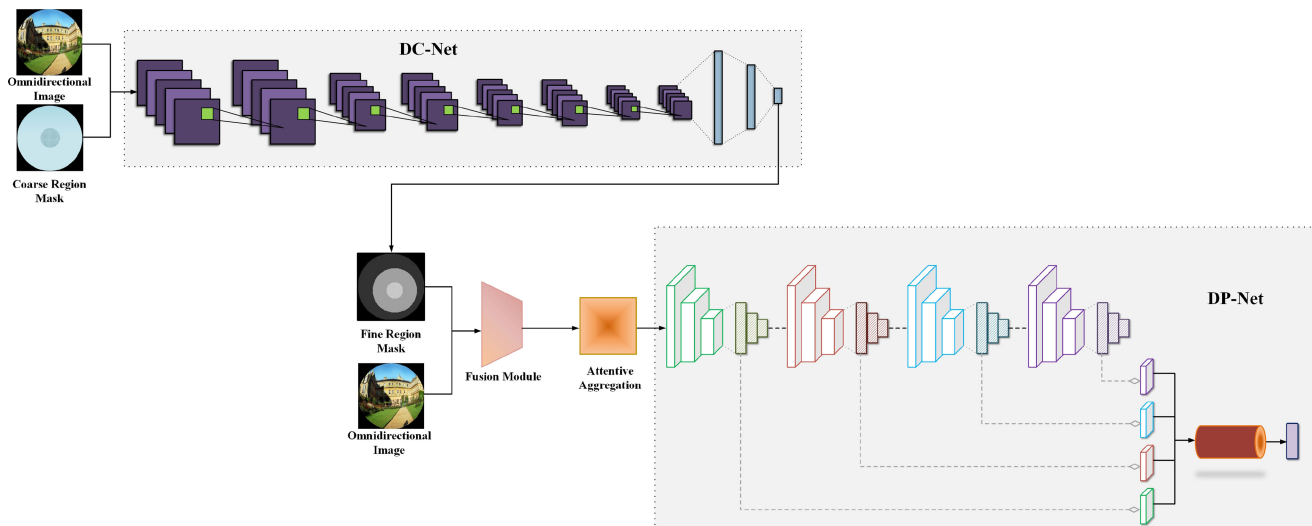 DC-Net
Omnidirectional
Image
Coarse Region
Mask
DP-Net
Fine Region
Mask
Fusion Module
Attentive
Aggregation
Omnidirectional
Image